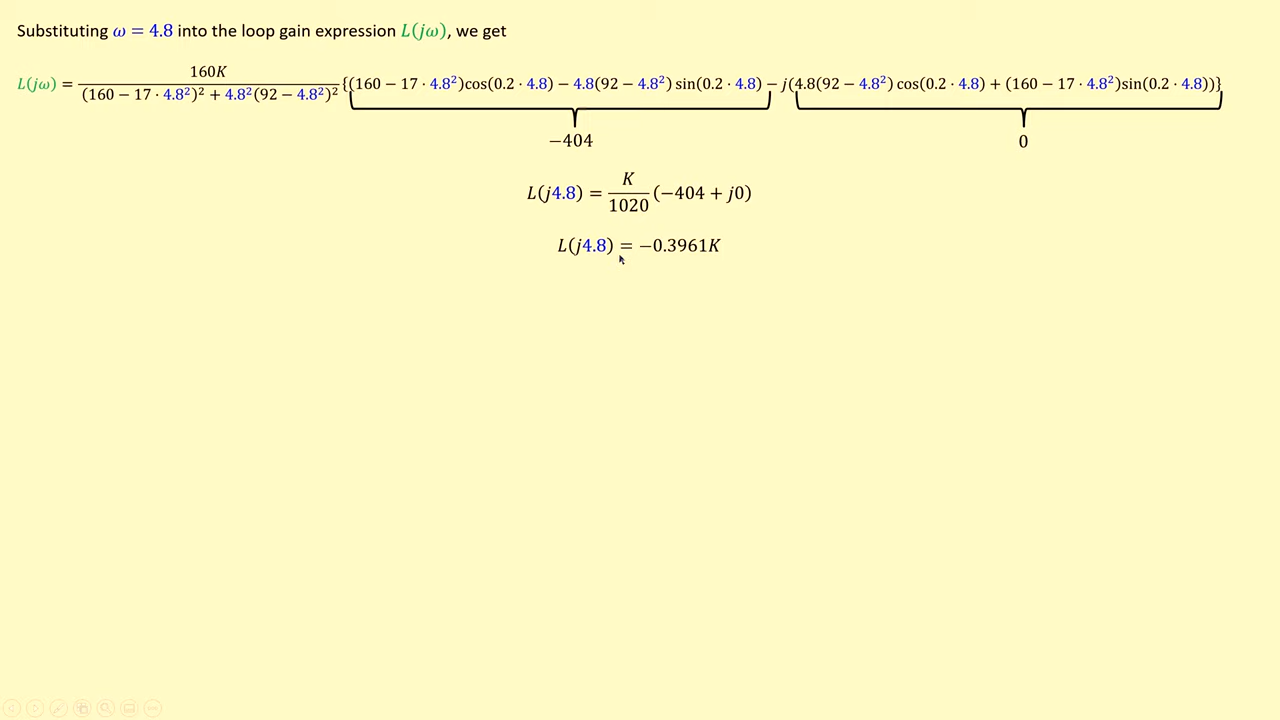 Substituting ω = 4.8 into the loop gain expression L(jω), we get
L(jω) = 160K / (160 − 17 · 4.8²)² + 4.8²(92 − 4.8²)² {(160 − 17 · 4.8²)cos(0.2 · 4.8) − 4.8(92 − 4.8²) sin(0.2 · 4.8) − j(4.8(92 − 4.8²) cos(0.2 · 4.8) + (160 − 17 · 4.8²)sin(0.2 · 4.8))}
−404 0
L(j4.8) = K / 1020 (−404 + j0)
L(j4.8) = −0.3961K